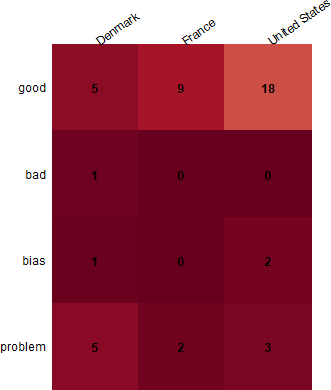 Denmark France United States
good 5 9 18
bad 1 0 0
bias 1 0 2
problem 5 2 3